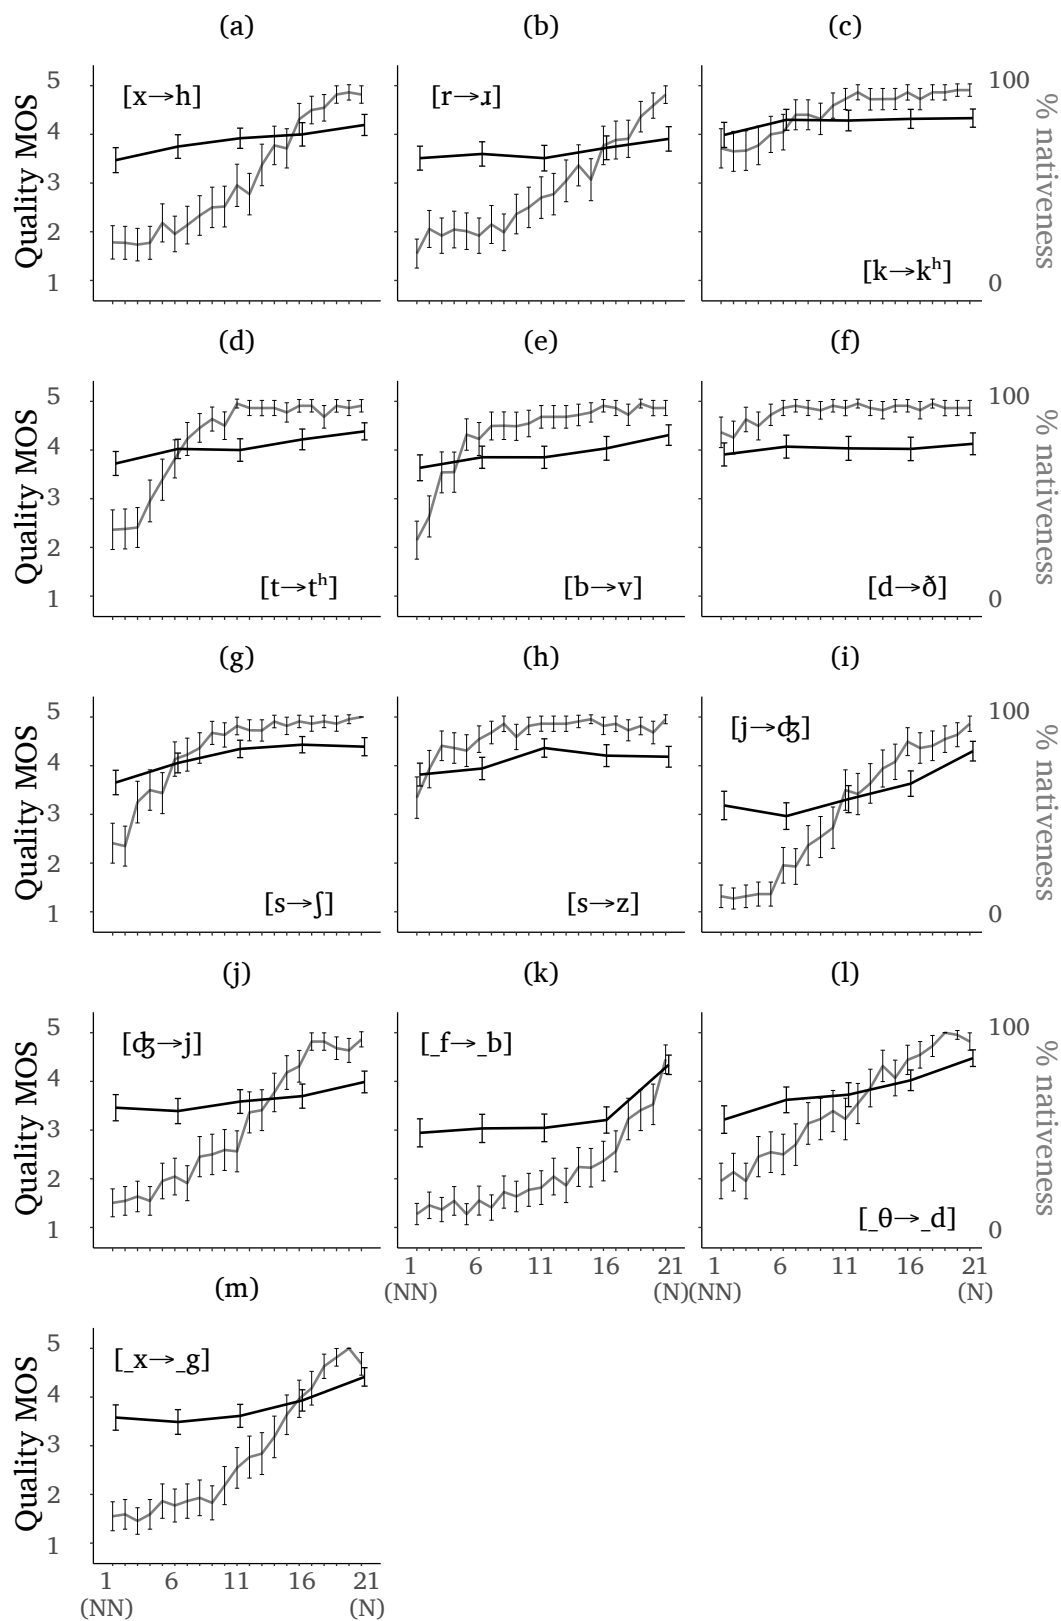 (a) (b) (c)
5 100
[x→h] [r→ɹ]
4
3
2
1 [k→kʰ] 0
Quality MOS % nativeness
(d) (e) (f)
5 100
4
3
2
1 [t→tʰ] [b→v] [d→ð] 0
Quality MOS % nativeness
(g) (h) (i)
5 [j→ʤ] 100
4
3
2
1 [s→ʃ] [s→z] 0
Quality MOS % nativeness
(j) (k) (l)
5 [ʤ→j] [_f→_b] 100
4
3
2
1 [_θ→_d] 0
Quality MOS % nativeness
1 6 11 16 21 1 6 11 16 21
(m) (NN) (N) (NN) (N)
5 [_x→_g]
4
3
2
1
Quality MOS
1 6 11 16 21
(NN) (N)